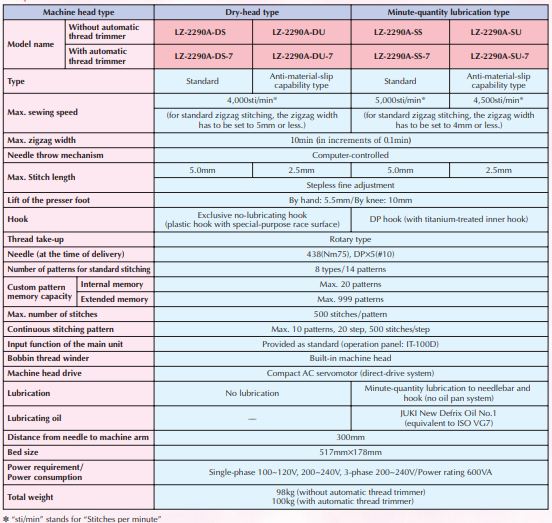 Machine head type Dry-head type Minute-quantity lubrication type
Model name
Without automatic
thread trimmer
LZ-2290A-DS LZ-2290A-DU LZ-2290A-SS LZ-2290A-SU
With automatic
thread trimmer
LZ-2290A-DS-7 LZ-2290A-DU-7 LZ-2290A-SS-7 LZ-2290A-SU-7
Type
Standard
Anti-material-slip
capability type
Standard
Anti-material-slip
capability type
Max. sewing speed
4,000sti/min* 5,000sti/min* 4,500sti/min*
(for standard zigzag stitching, the zigzag width
has to be set to 5mm or less.)
(for standard zigzag stitching, the zigzag width
has to be set to 4mm or less.)
Max. zigzag width 10min (in increments of 0.1min)
Needle throw mechanism Computer-controlled
Max. Stitch length
5.0mm 2.5mm 5.0mm 2.5mm
Stepless fine adjustment
Lift of the presser foot By hand: 5.5mm/By knee: 10mm
Hook
Exclusive no-lubricating hook
(plastic hook with special-purpose race surface)
DP hook (with titanium-treated inner hook)
Thread take-up Rotary type
Needle (at the time of delivery) 438(Nm75), DP×5(#10)
Number of patterns for standard stitching 8 types/14 patterns
Custom pattern
memory capacity
Internal memory Max. 20 patterns
Extended memory Max. 999 patterns
Max. number of stitches 500 stitches/pattern
Continuous stitching pattern Max. 10 patterns, 20 step, 500 stitches/step
Input function of the main unit Provided as standard (operation panel: IT-100D)
Bobbin thread winder Built-in machine head
Machine head drive Compact AC servomotor (direct-drive system)
Lubrication No lubrication
Minute-quantity lubrication to needlebar and
hook (no oil pan system)
Lubricating oil —
JUKI New Defrix Oil No.1
(equivalent to ISO VG7)
Distance from needle to machine arm 300mm
Bed size 517mm×178mm
Power requirement/
Power consumption
Single-phase 100~120V, 200~240V, 3-phase 200~240V/Power rating 600VA
Total weight
98kg (without automatic thread trimmer)
100kg (with automatic thread trimmer)
* "sti/min" stands for "Stitches per minute"